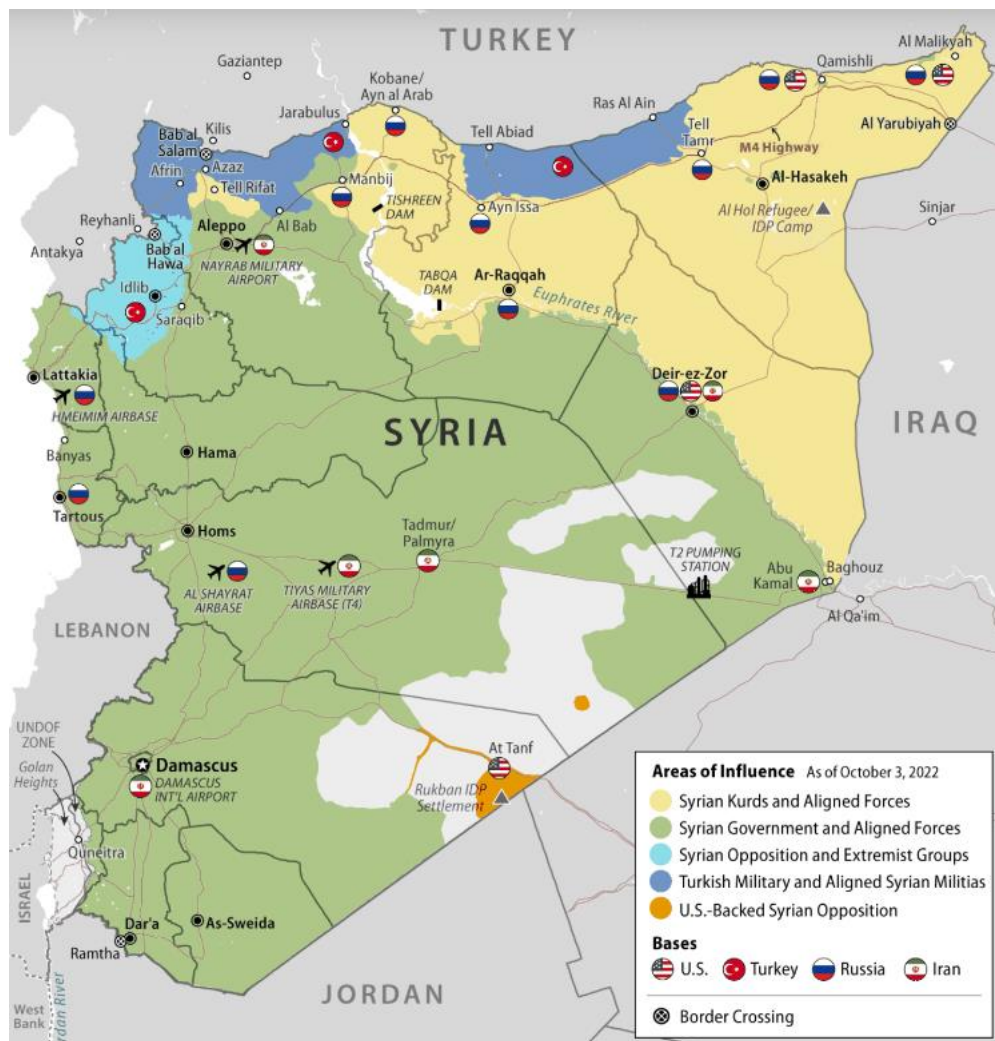 TURKEY
Gaziantep
Al Malikyah
Kobane/
Ayn al Arab
Qamishli
Jarabulus
Ras Al Ain
Bab al
Salam
Kilis
Tell Abiad
Tell
Tamr
Al Yarubiyah
M4 Highway
Azaz
Afrin
Tell Rifat
Manbij
TISHREEN
DAM
Al-Hasakeh
Reyhanli
Al Bab
Ayn Issa
Al Hol Refugee/
IDP Camp
Sinjar
Antakya
Bab al
Hawa
Aleppo
NAYRAB MILITARY
AIRPORT
TABQA
DAM
Ar-Raqqah
Euphrates River
Idlib
Saraqib
Lattakia
HMEIMIM AIRBASE
Deir-ez-Zor
SYRIA
IRAQ
Banyas
Hama
Tartous
Homs
Tadmur/
Palmyra
T2 PUMPING
STATION
AL SHAYRAT
AIRBASE
TIYAS MILITARY
AIRBASE (T4)
Abu
Kamal
Baghouz
Al Qa'im
LEBANON
UNDOF
ZONE
Golan
Heights
Damascus
DAMASCUS
INT'L AIRPORT
At Tanf
Rukban IDP
Settlement
Quneitra
ISRAEL
Dar'a
As-Sweida
Ramtha
JORDAN
West
Bank
rdan River
Areas of Influence As of October 3, 2022
Syrian Kurds and Aligned Forces
Syrian Government and Aligned Forces
Syrian Opposition and Extremist Groups
Turkish Military and Aligned Syrian Militias
U.S.-Backed Syrian Opposition
Bases
U.S. Turkey Russia Iran
Border Crossing